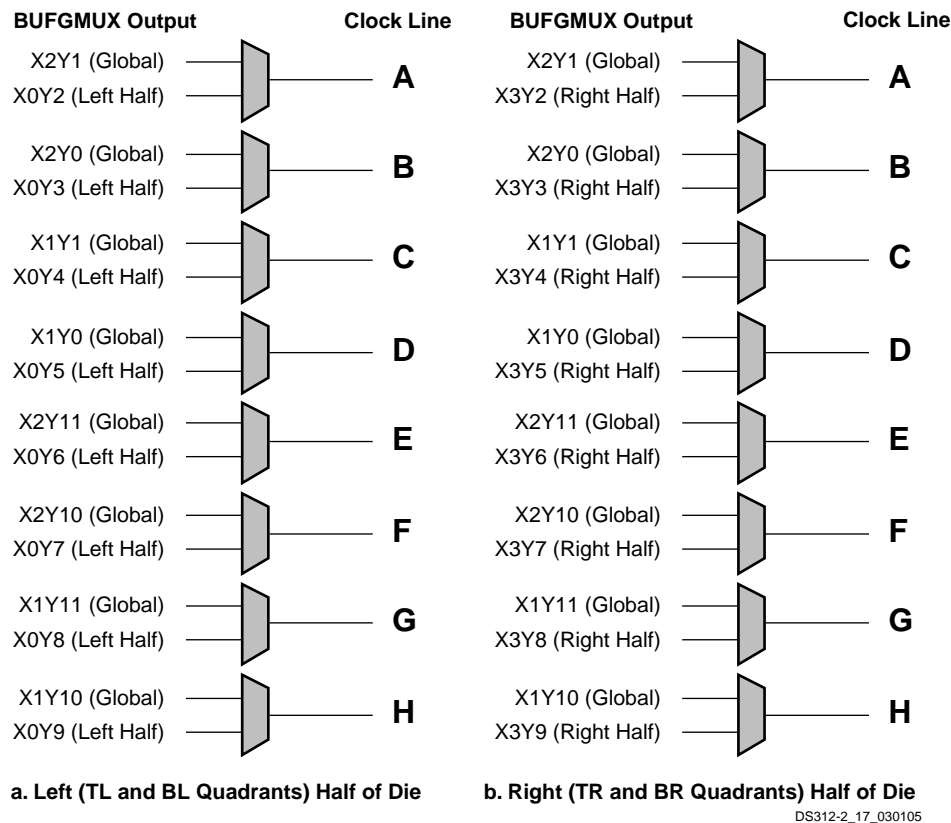 BUFGMUX Output Clock Line
X2Y1 (Global)
X0Y2 (Left Half)
A
X2Y0 (Global)
X0Y3 (Left Half)
B
X1Y1 (Global)
X0Y4 (Left Half)
C
X1Y0 (Global)
X0Y5 (Left Half)
D
X2Y11 (Global)
X0Y6 (Left Half)
E
X2Y10 (Global)
X0Y7 (Left Half)
F
X1Y11 (Global)
X0Y8 (Left Half)
G
X1Y10 (Global)
X0Y9 (Left Half)
H
a. Left (TL and BL Quadrants) Half of Die
BUFGMUX Output Clock Line
X2Y1 (Global)
X3Y2 (Right Half)
A
X2Y0 (Global)
X3Y3 (Right Half)
B
X1Y1 (Global)
X3Y4 (Right Half)
C
X1Y0 (Global)
X3Y5 (Right Half)
D
X2Y11 (Global)
X3Y6 (Right Half)
E
X2Y10 (Global)
X3Y7 (Right Half)
F
X1Y11 (Global)
X3Y8 (Right Half)
G
X1Y10 (Global)
X3Y9 (Right Half)
H
b. Right (TR and BR Quadrants) Half of Die
DS312-2_17_030105